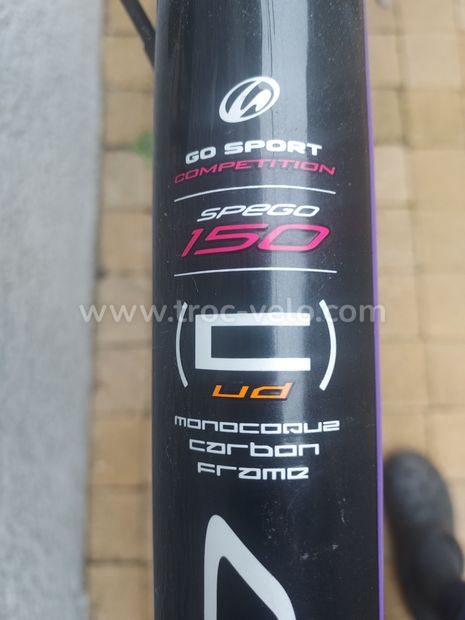 GO SPORT
COMPETITION
SPEGO
150
www.troc-velo.com
( C )
UD
MONOCOQUE
CARBON
FRAME